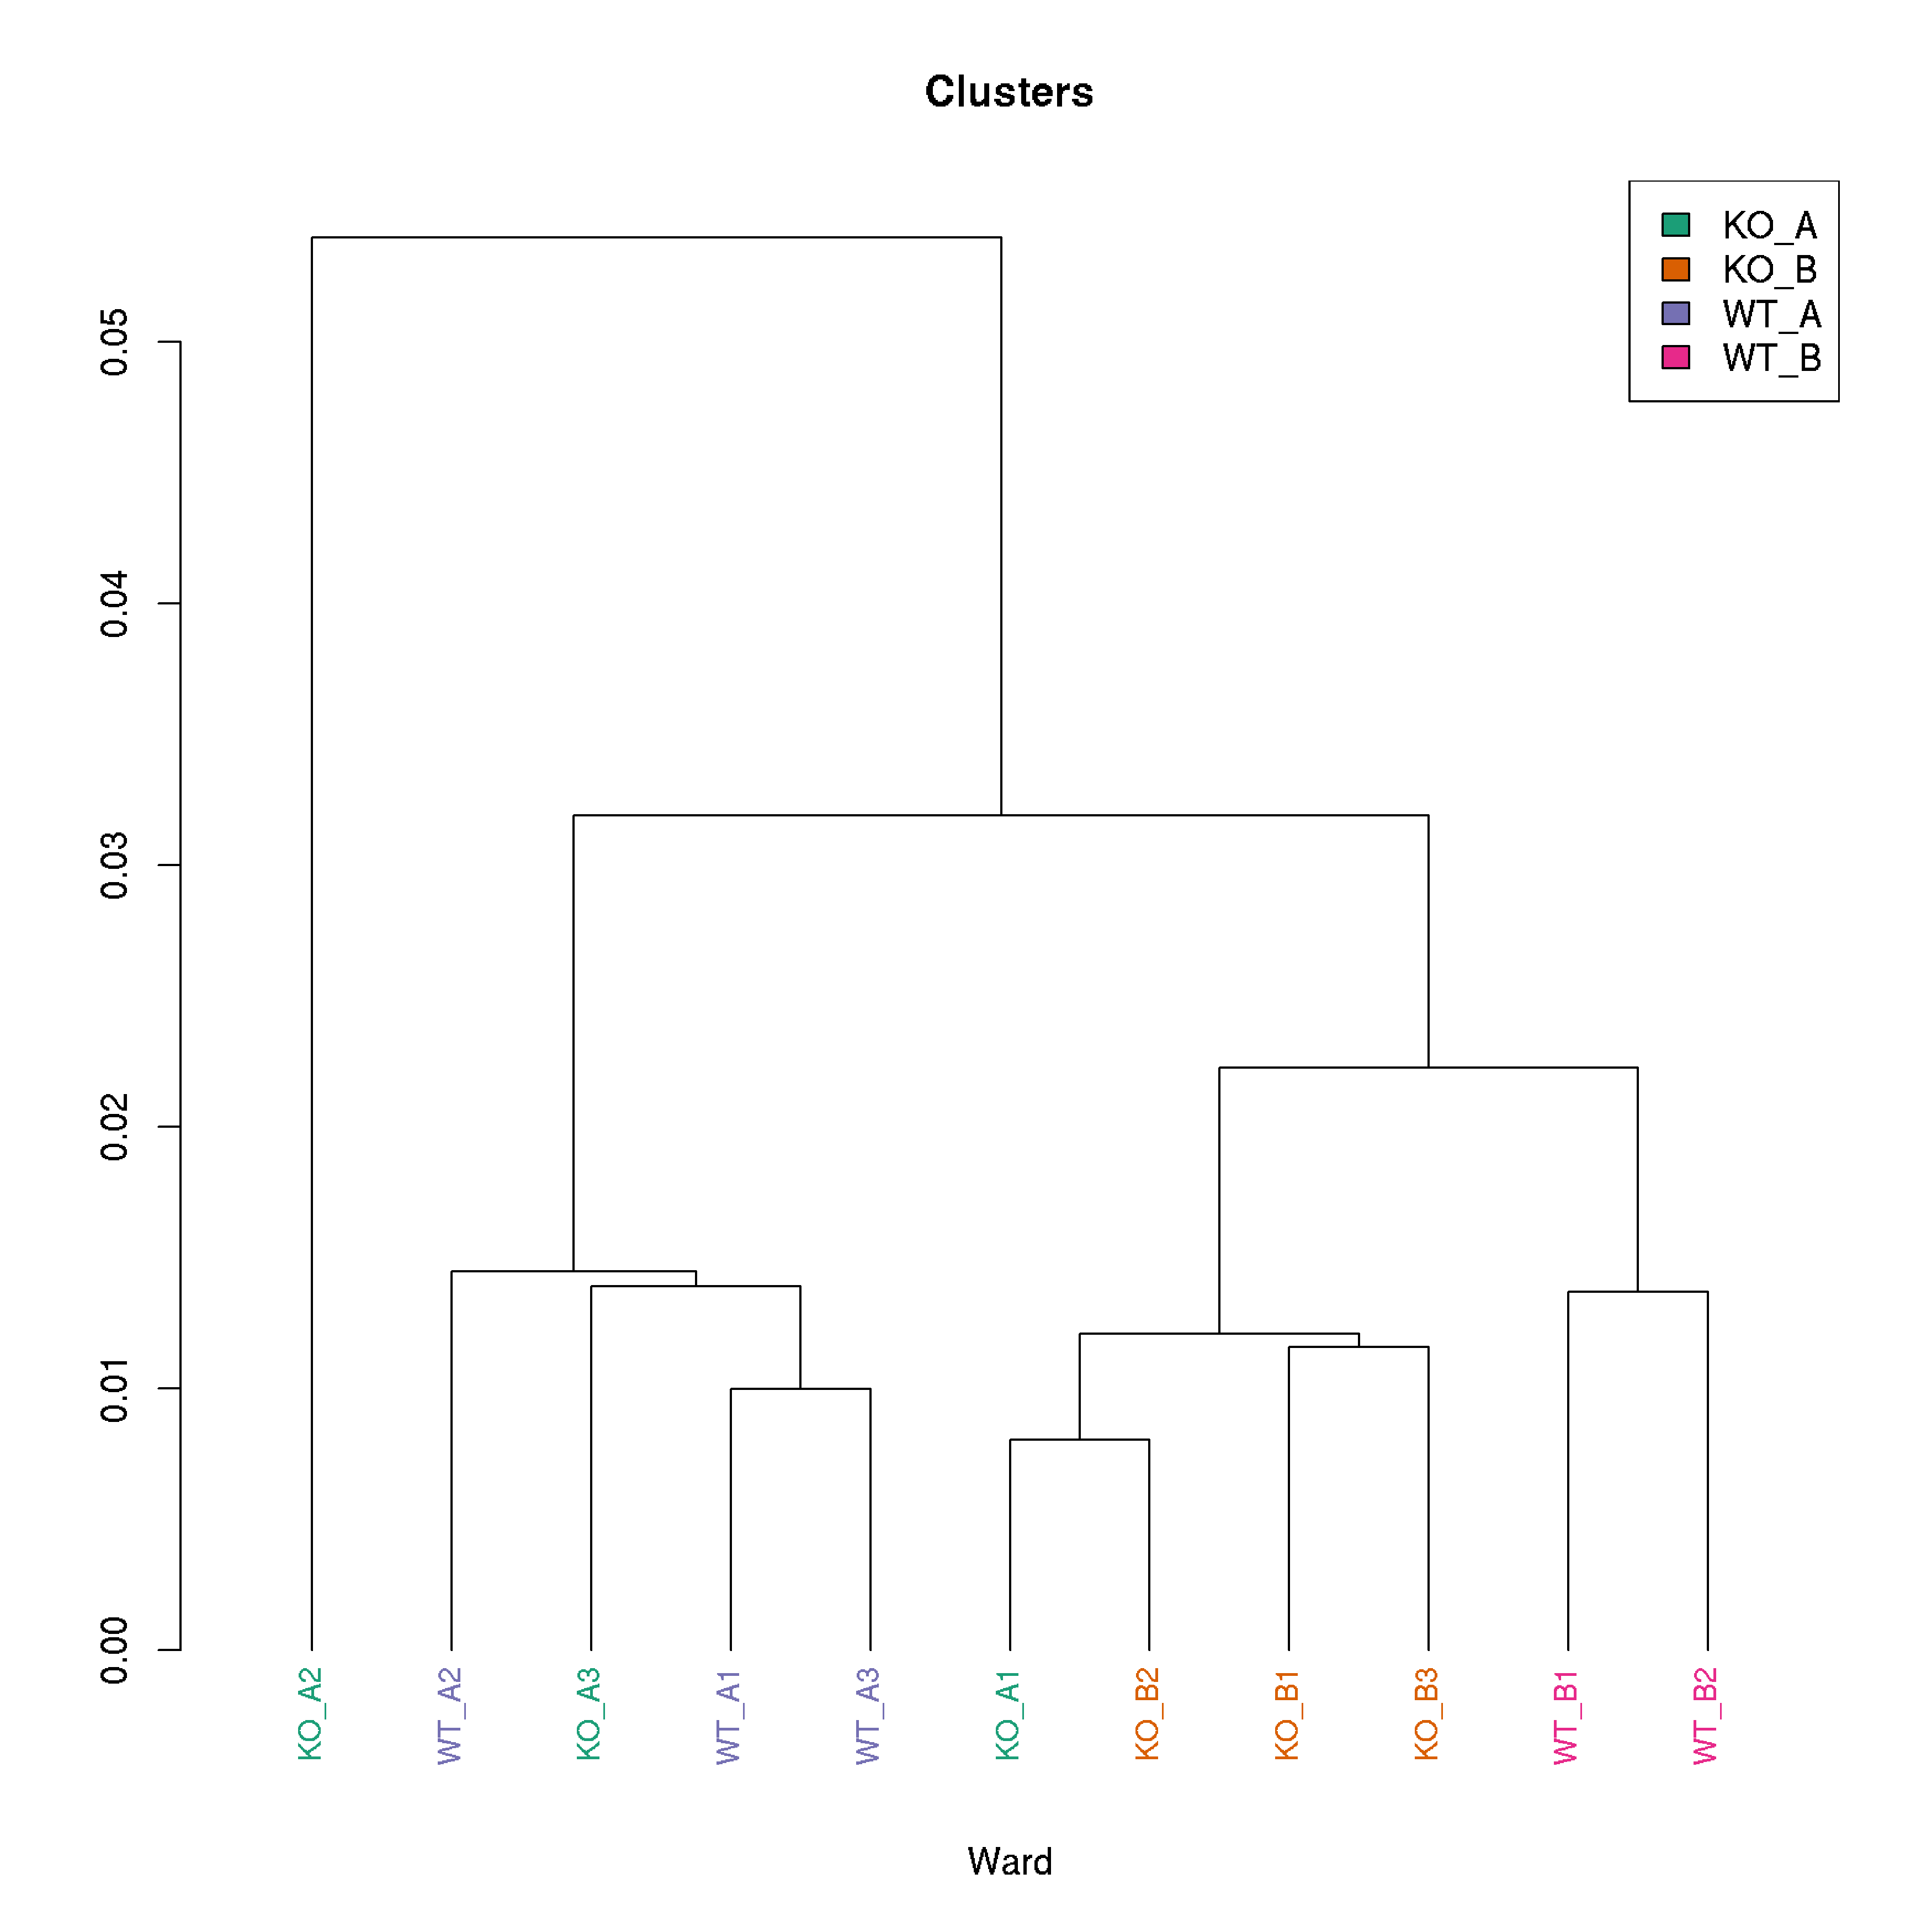 Clusters
KO_A
KO_B
WT_A
WT_B
0.05
0.04
0.03
0.02
0.01
0.00
KO_A2
WT_A2
KO_A3
WT_A1
WT_A3
KO_A1
KO_B2
KO_B1
KO_B3
WT_B1
WT_B2
Ward